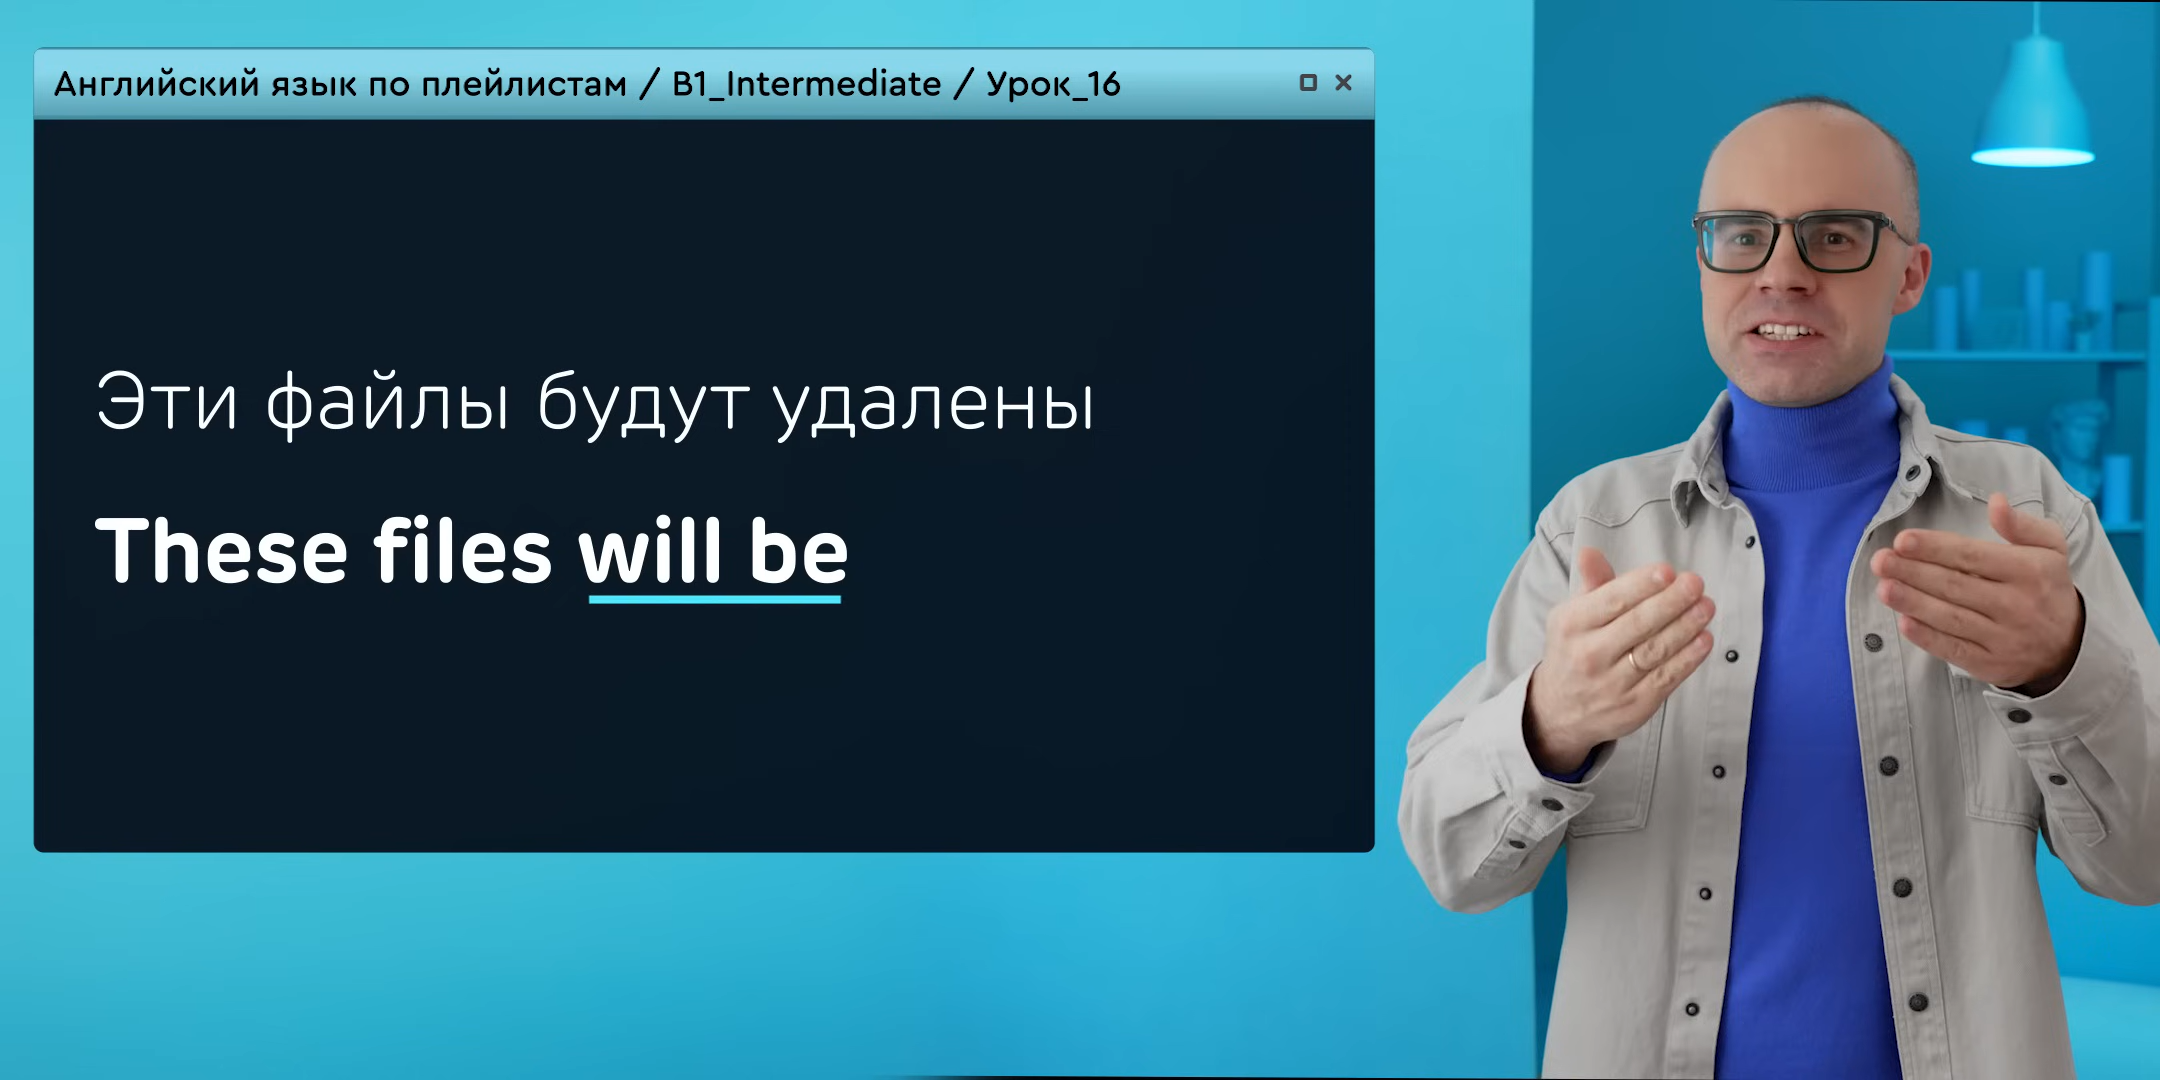 Английский язык по плейлистам / B1_Intermediate / Урок_16
Эти файлы будут удалены
These files will be